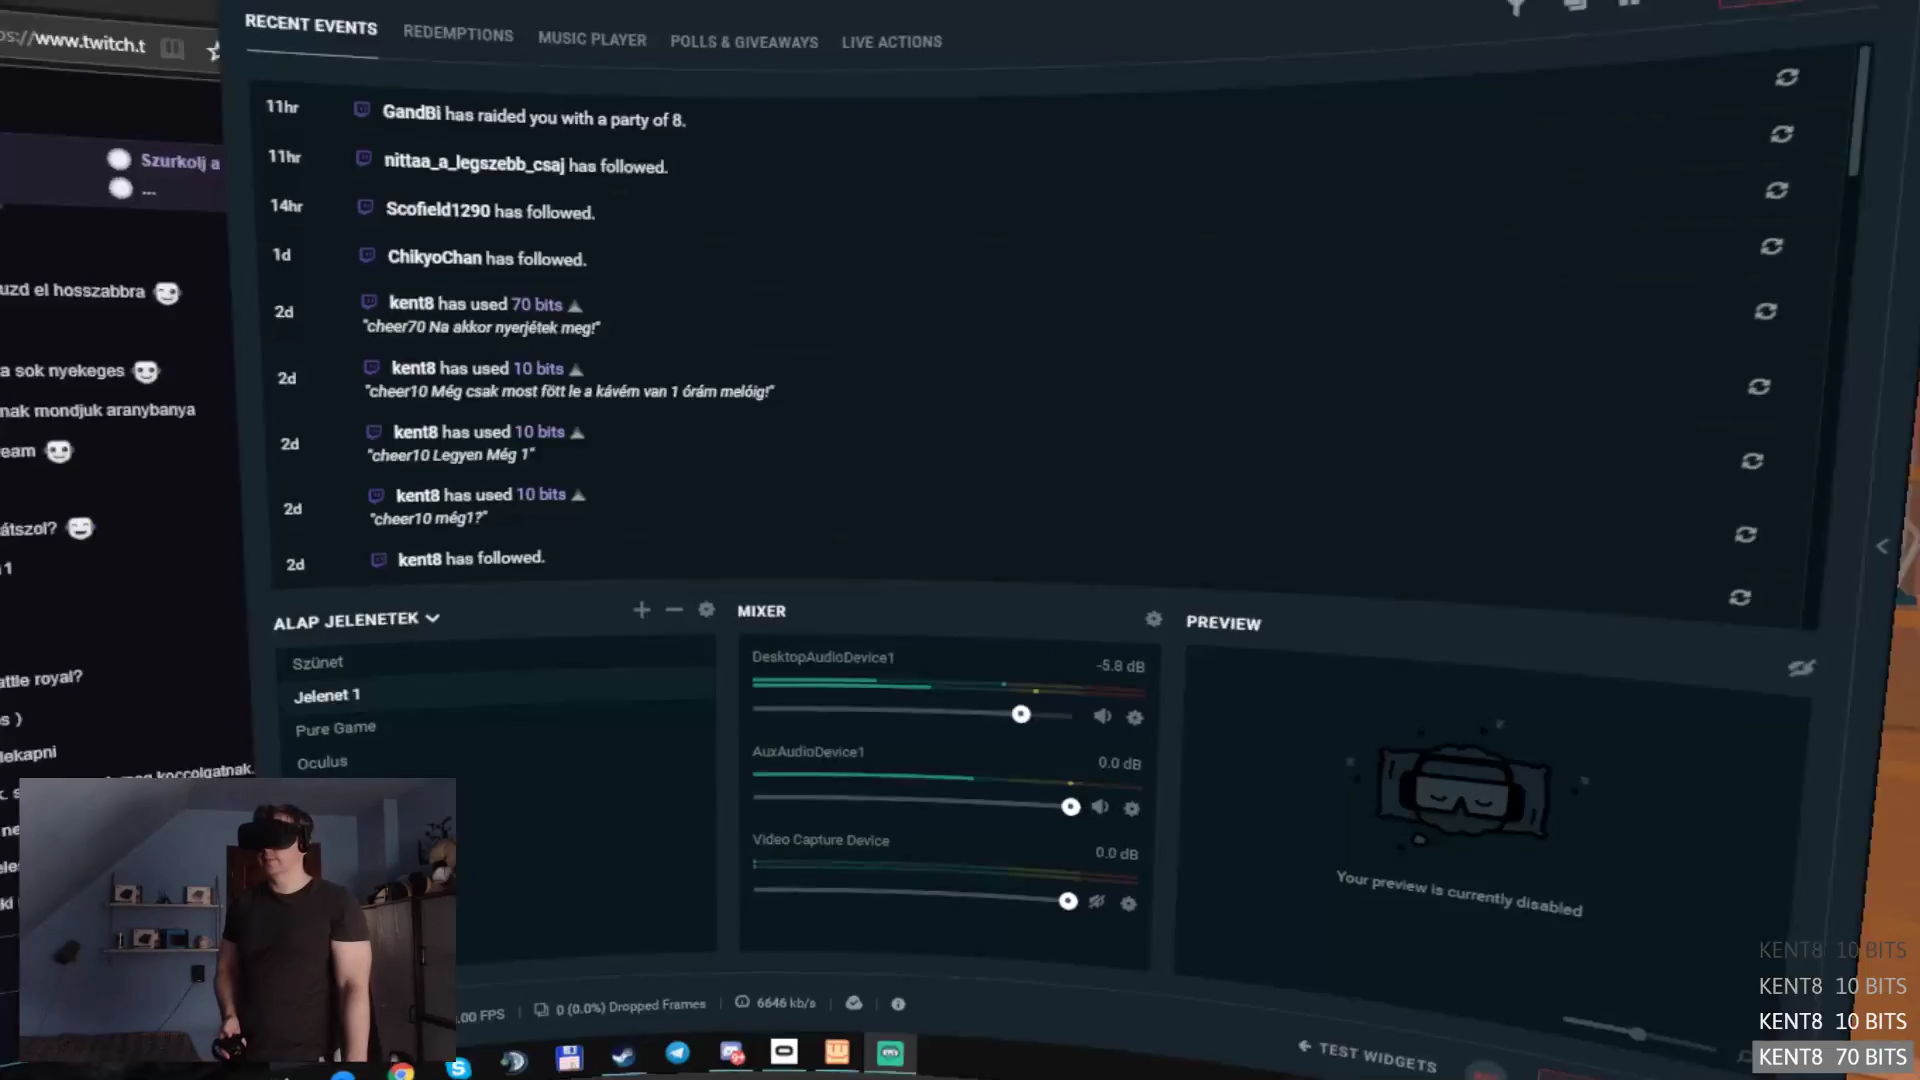 ps://www.twitch.t
RECENT EVENTS
REDEMPTIONS
MUSIC PLAYER
POLLS & GIVEAWAYS
LIVE ACTIONS
11hr GandBi has raided you with a party of 8.
11hr nittaa_a_legszebb_csaj has followed.
14hr Scofield1290 has followed.
1d ChikyoChan has followed.
2d kent8 has used 70 bits
"cheer70 Na akkor nyerjétek meg!"
2d kent8 has used 10 bits
"cheer10 Még csak most fött le a kávém van 1 órám melóig!"
2d kent8 has used 10 bits
"cheer10 Legyen Még 1"
2d kent8 has used 10 bits
"cheer10 még1?"
2d kent8 has followed.
Szurkolj a
...
uzd el hosszabbra
a sok nyekeges
nak mondjuk aranybanya
eam
átszol?
1
attle royal?
s )
lekapni
koccolgatnak.
ALAP JELENETEK
Szünet
Jelenet 1
Pure Game
Oculus
MIXER
DesktopAudioDevice1 -5.8 dB
AuxAudioDevice1 0.0 dB
Video Capture Device 0.0 dB
PREVIEW
Your preview is currently disabled
.00 FPS
0 (0.0%) Dropped Frames
6646 kb/s
TEST WIDGETS
KENT8 10 BITS
KENT8 10 BITS
KENT8 10 BITS
KENT8 70 BITS